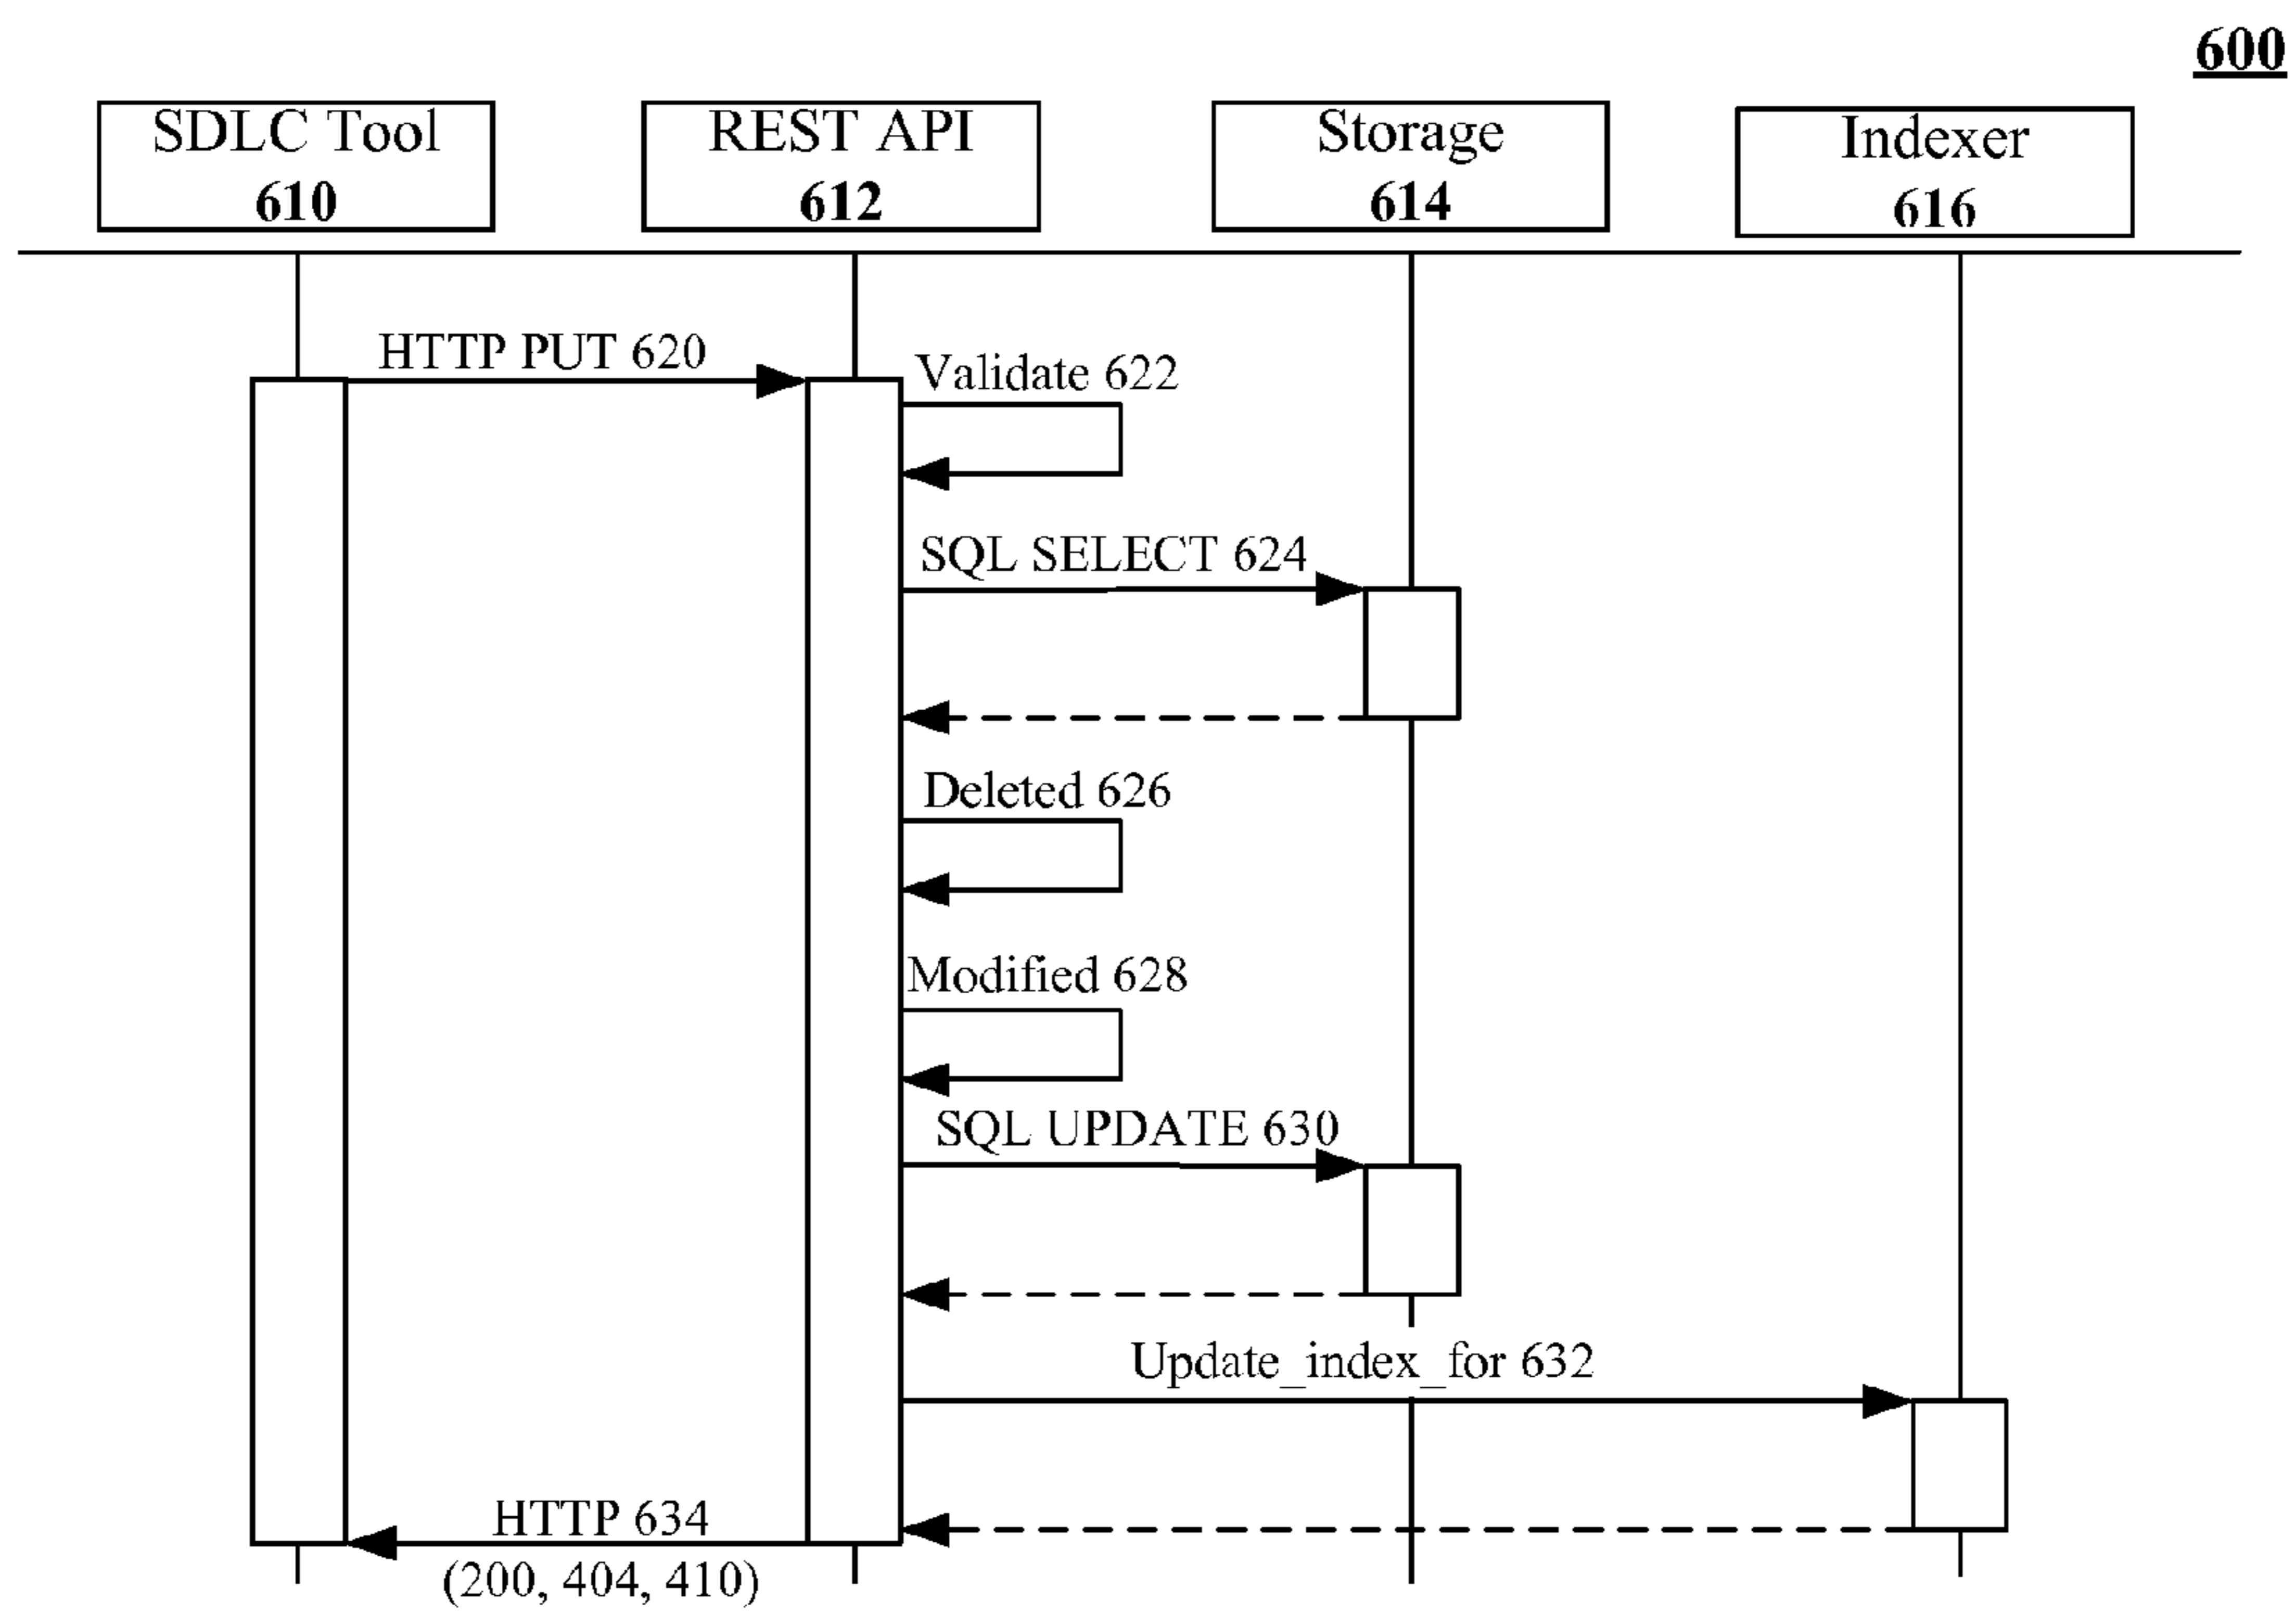 600
SDLC Tool
610
REST API
612
Storage
614
Indexer
616
HTTP PUT 620
Validate 622
SQL SELECT 624
Deleted 626
Modified 628
SQL UPDATE 630
Update_index_for 632
HTTP 634
(200, 404, 410)